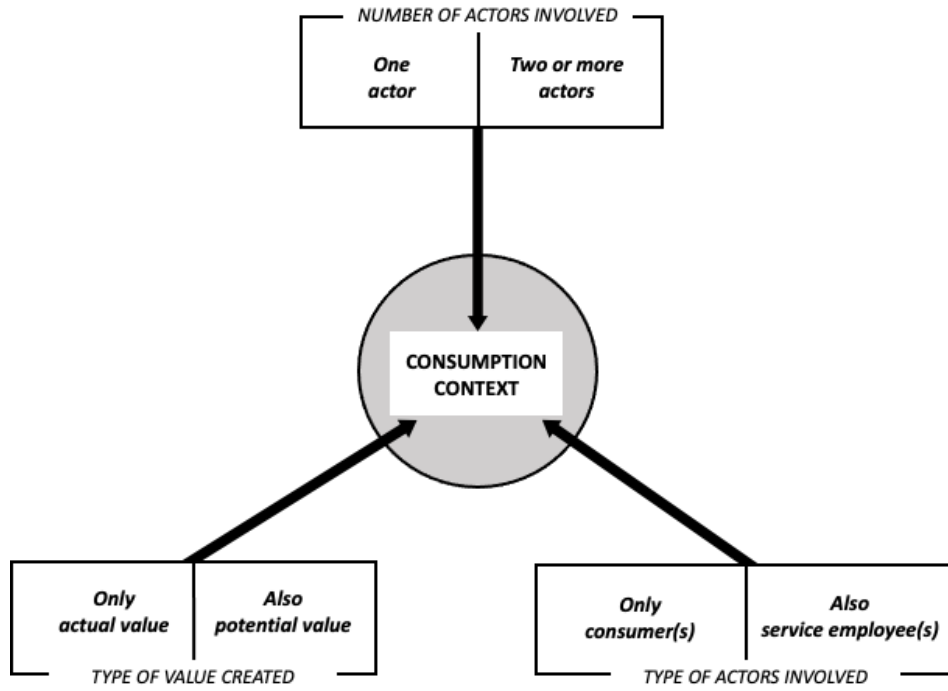 NUMBER OF ACTORS INVOLVED
One
actor
Two or more
actors
CONSUMPTION
CONTEXT
Only
actual value
Also
potential value
TYPE OF VALUE CREATED
Only
consumer(s)
Also
service employee(s)
TYPE OF ACTORS INVOLVED